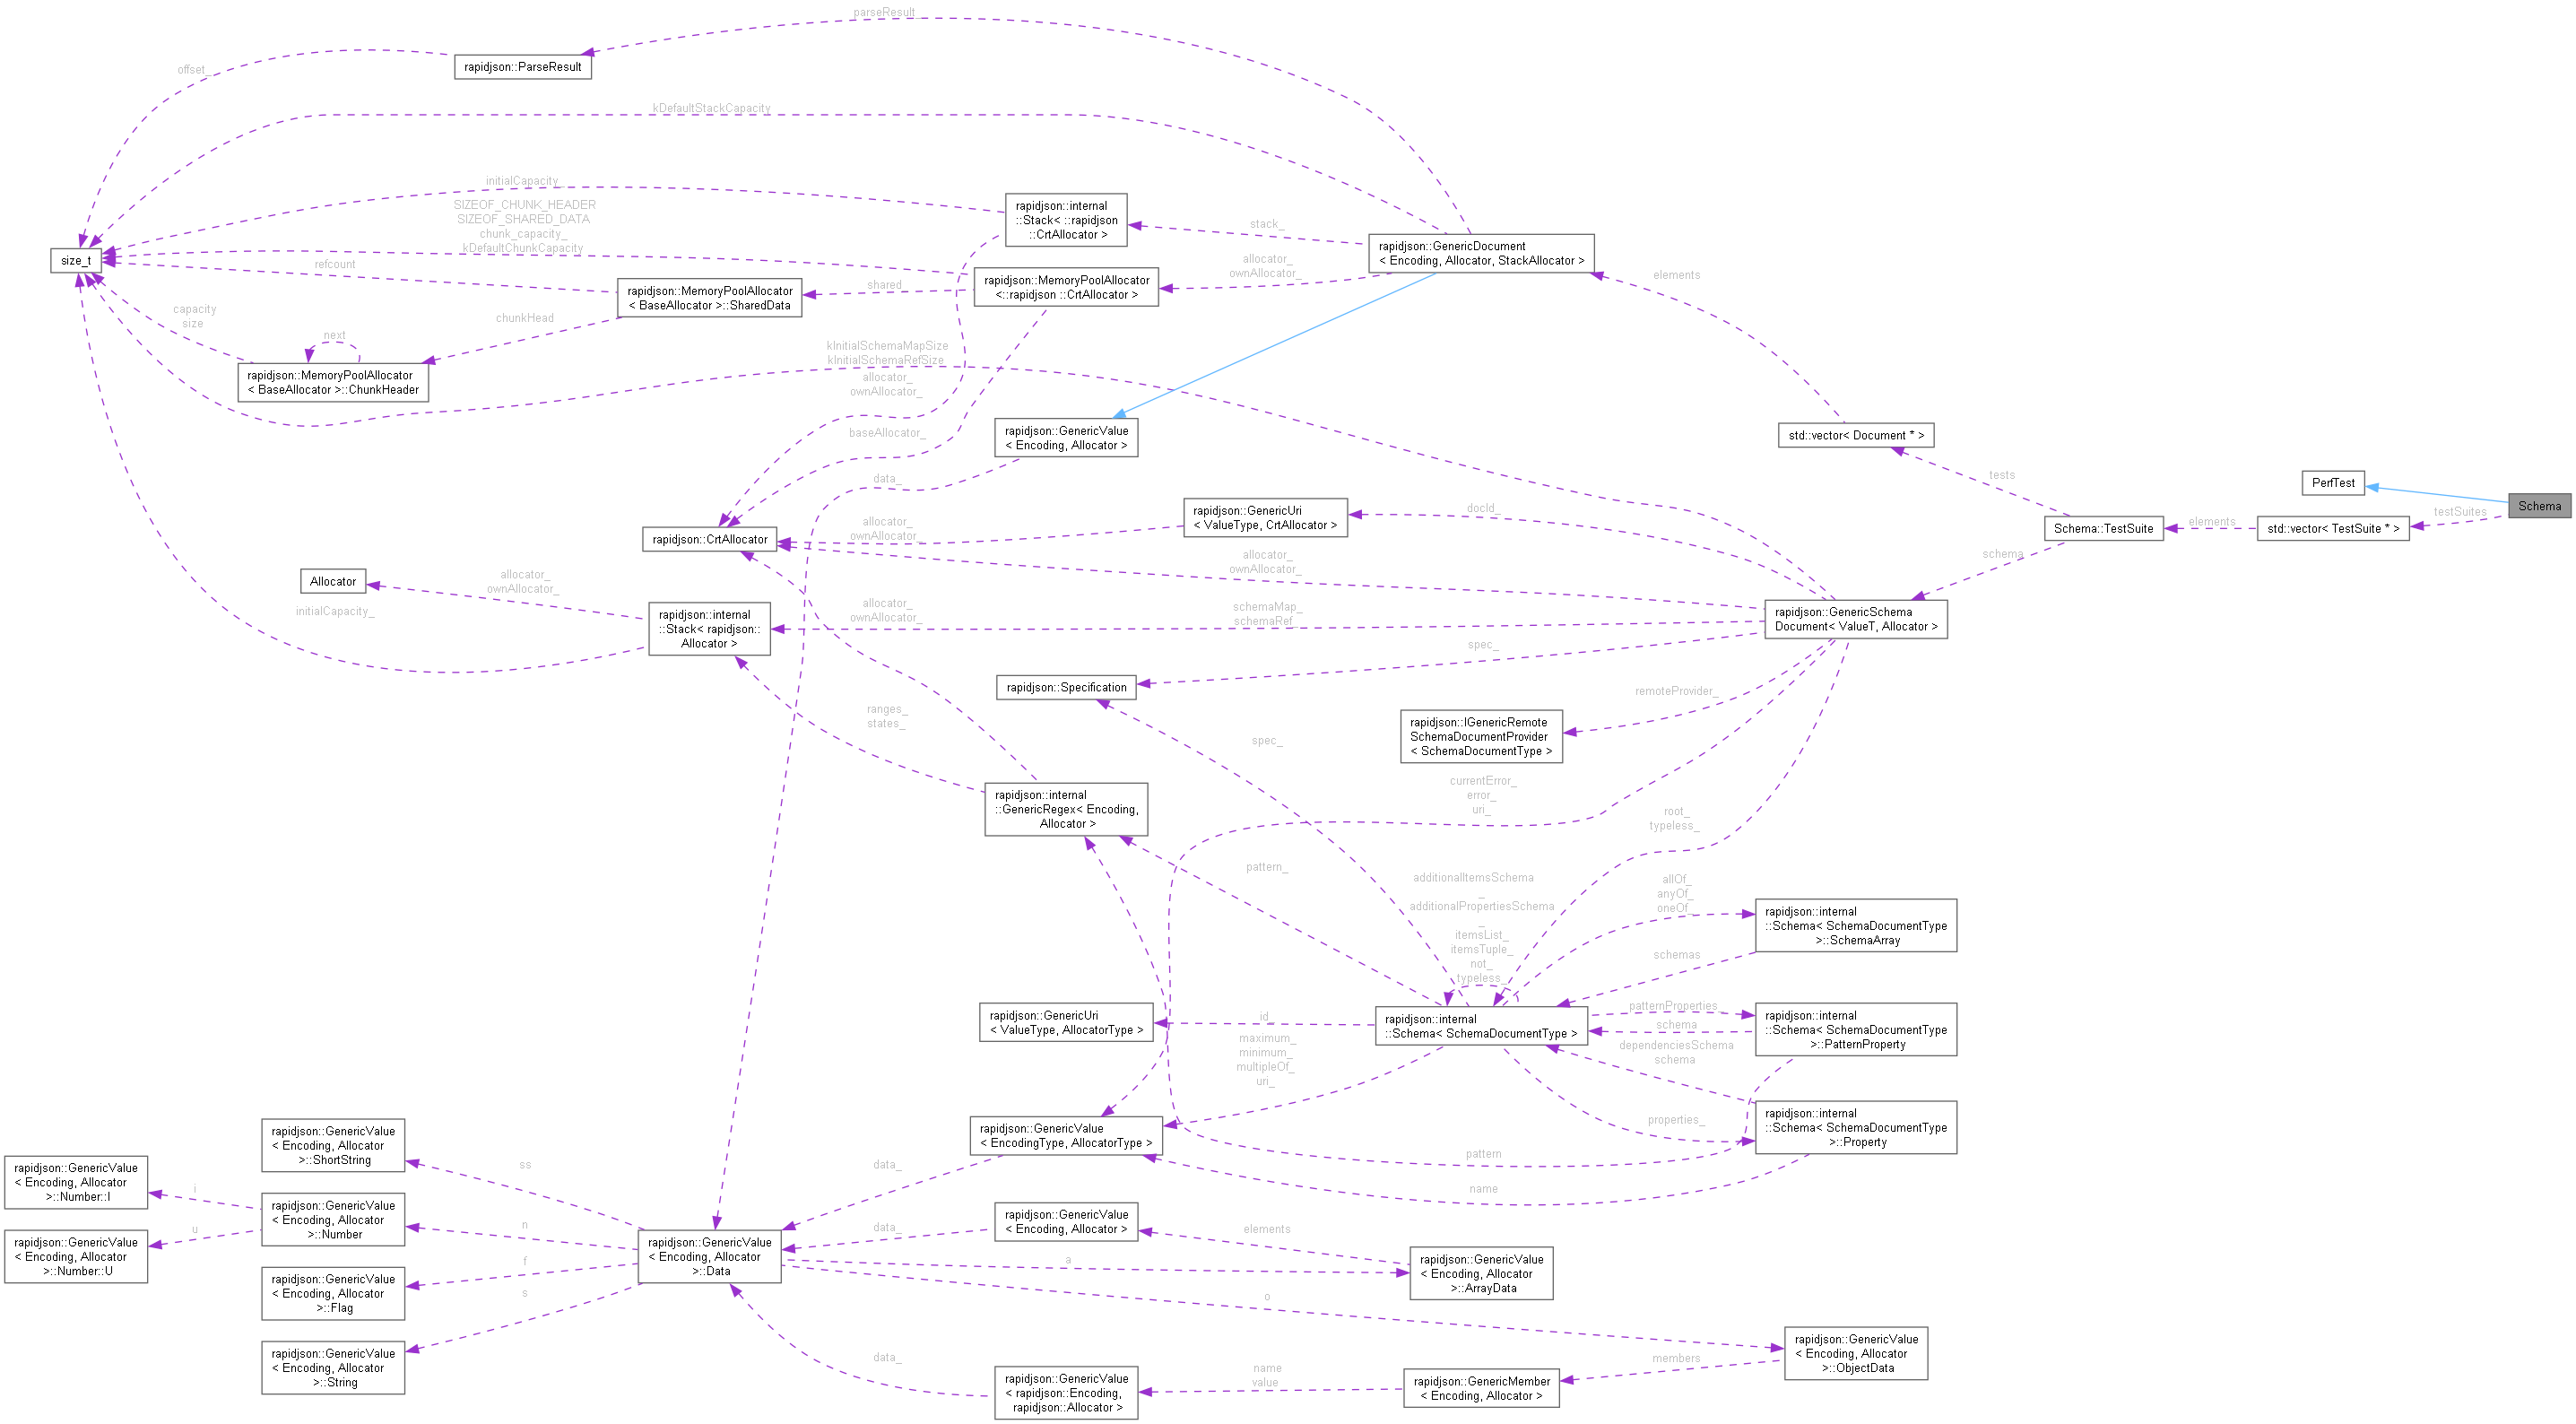 parseResult_
rapidjson::ParseResult
offset_
kDefaultStackCapacity
initialCapacity_
rapidjson::internal
::Stack< ::rapidjson
::CrtAllocator >
stack_
rapidjson::GenericDocument
< Encoding, Allocator, StackAllocator >
SIZEOF_CHUNK_HEADER
SIZEOF_SHARED_DATA
chunk_capacity_
kDefaultChunkCapacity
size_t
refcount
rapidjson::MemoryPoolAllocator
< BaseAllocator >::SharedData
shared_
rapidjson::MemoryPoolAllocator
<::rapidjson ::CrtAllocator >
allocator_
ownAllocator_
elements
capacity
size
next
chunkHead
rapidjson::MemoryPoolAllocator
< BaseAllocator >::ChunkHeader
kInitialSchemaMapSize
kInitialSchemaRefSize
allocator_
ownAllocator_
baseAllocator_
rapidjson::GenericValue
< Encoding, Allocator >
data_
std::vector< Document * >
tests
PerfTest
Schema
testSuites
std::vector< TestSuite * >
elements
Schema::TestSuite
schema
rapidjson::GenericUri
< ValueType, CrtAllocator >
docId_
allocator_
ownAllocator_
rapidjson::CrtAllocator
allocator_
ownAllocator_
Allocator
allocator_
ownAllocator_
initialCapacity_
rapidjson::internal
::Stack< rapidjson::
Allocator >
allocator_
ownAllocator_
schemaMap_
schemaRef_
rapidjson::GenericSchema
Document< ValueT, Allocator >
spec_
rapidjson::Specification
remoteProvider_
rapidjson::IGenericRemote
SchemaDocumentProvider
< SchemaDocumentType >
ranges_
states_
spec_
currentError_
error_
uri_
root_
typeless_
rapidjson::internal
::GenericRegex< Encoding,
Allocator >
pattern_
additionalItemsSchema
_
additionalPropertiesSchema
_
itemsList_
itemsTuple_
not_
typeless_
allOf_
anyOf_
oneOf_
rapidjson::internal
::Schema< SchemaDocumentType
>::SchemaArray
schemas
rapidjson::GenericUri
< ValueType, AllocatorType >
id_
rapidjson::internal
::Schema< SchemaDocumentType >
patternProperties_
schema
rapidjson::internal
::Schema< SchemaDocumentType
>::PatternProperty
maximum_
minimum_
multipleOf_
uri_
dependenciesSchema
schema
properties_
rapidjson::internal
::Schema< SchemaDocumentType
>::Property
rapidjson::GenericValue
< EncodingType, AllocatorType >
pattern
name
data_
rapidjson::GenericValue
< Encoding, Allocator
>::ShortString
ss
rapidjson::GenericValue
< Encoding, Allocator
>::Number::I
i
rapidjson::GenericValue
< Encoding, Allocator
>::Number
n
u
rapidjson::GenericValue
< Encoding, Allocator
>::Number::U
rapidjson::GenericValue
< Encoding, Allocator
>::Data
data_
rapidjson::GenericValue
< Encoding, Allocator >
elements
rapidjson::GenericValue
< Encoding, Allocator
>::ArrayData
a
f
rapidjson::GenericValue
< Encoding, Allocator
>::Flag
s
o
rapidjson::GenericValue
< Encoding, Allocator
>::String
data_
rapidjson::GenericValue
< rapidjson::Encoding,
rapidjson::Allocator >
name
value
rapidjson::GenericMember
< Encoding, Allocator >
members
rapidjson::GenericValue
< Encoding, Allocator
>::ObjectData